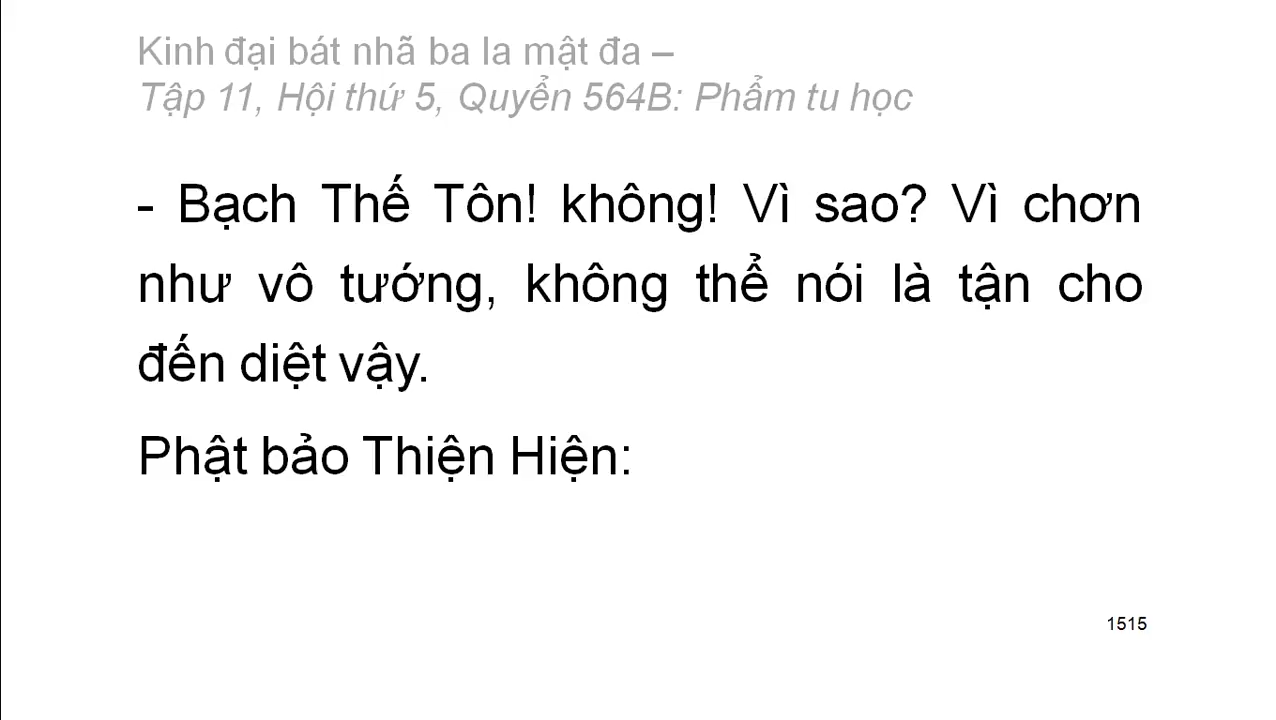 Kinh đại bát nhã ba la mật đa –
Tập 11, Hội thứ 5, Quyển 564B: Phẩm tu học
- Bạch Thế Tôn! không! Vì sao? Vì chơn
như vô tướng, không thể nói là tận cho
đến diệt vậy.
Phật bảo Thiện Hiện:
1515